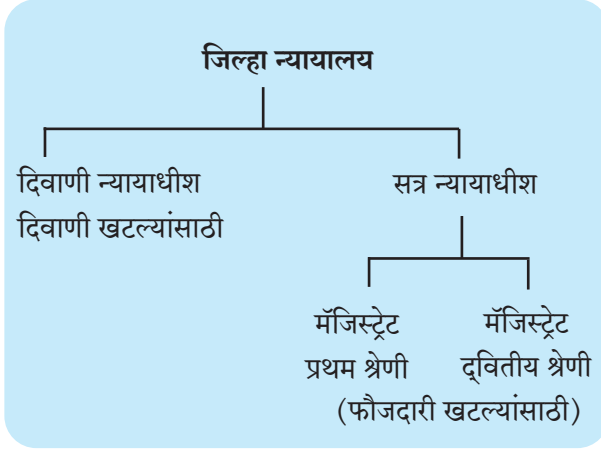 जिल्हा न्यायालय
दिवाणी न्यायाधीश
दिवाणी खटल्यांसाठी
सत्र न्यायाधीश
मॅजिस्ट्रेट
प्रथम श्रेणी
मॅजिस्ट्रेट
द्‌वितीय श्रेणी
(फौजदारी खटल्यांसाठी)